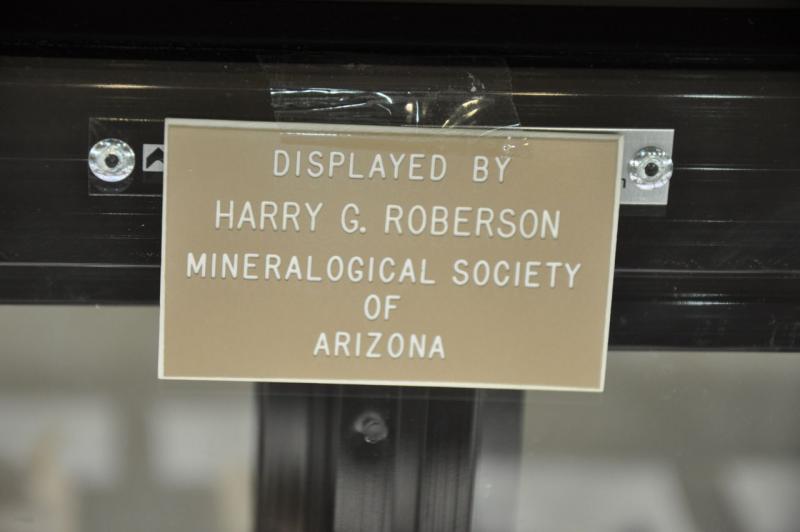 DISPLAYED BY
HARRY G. ROBERSON
MINERALOGICAL SOCIETY
OF
ARIZONA